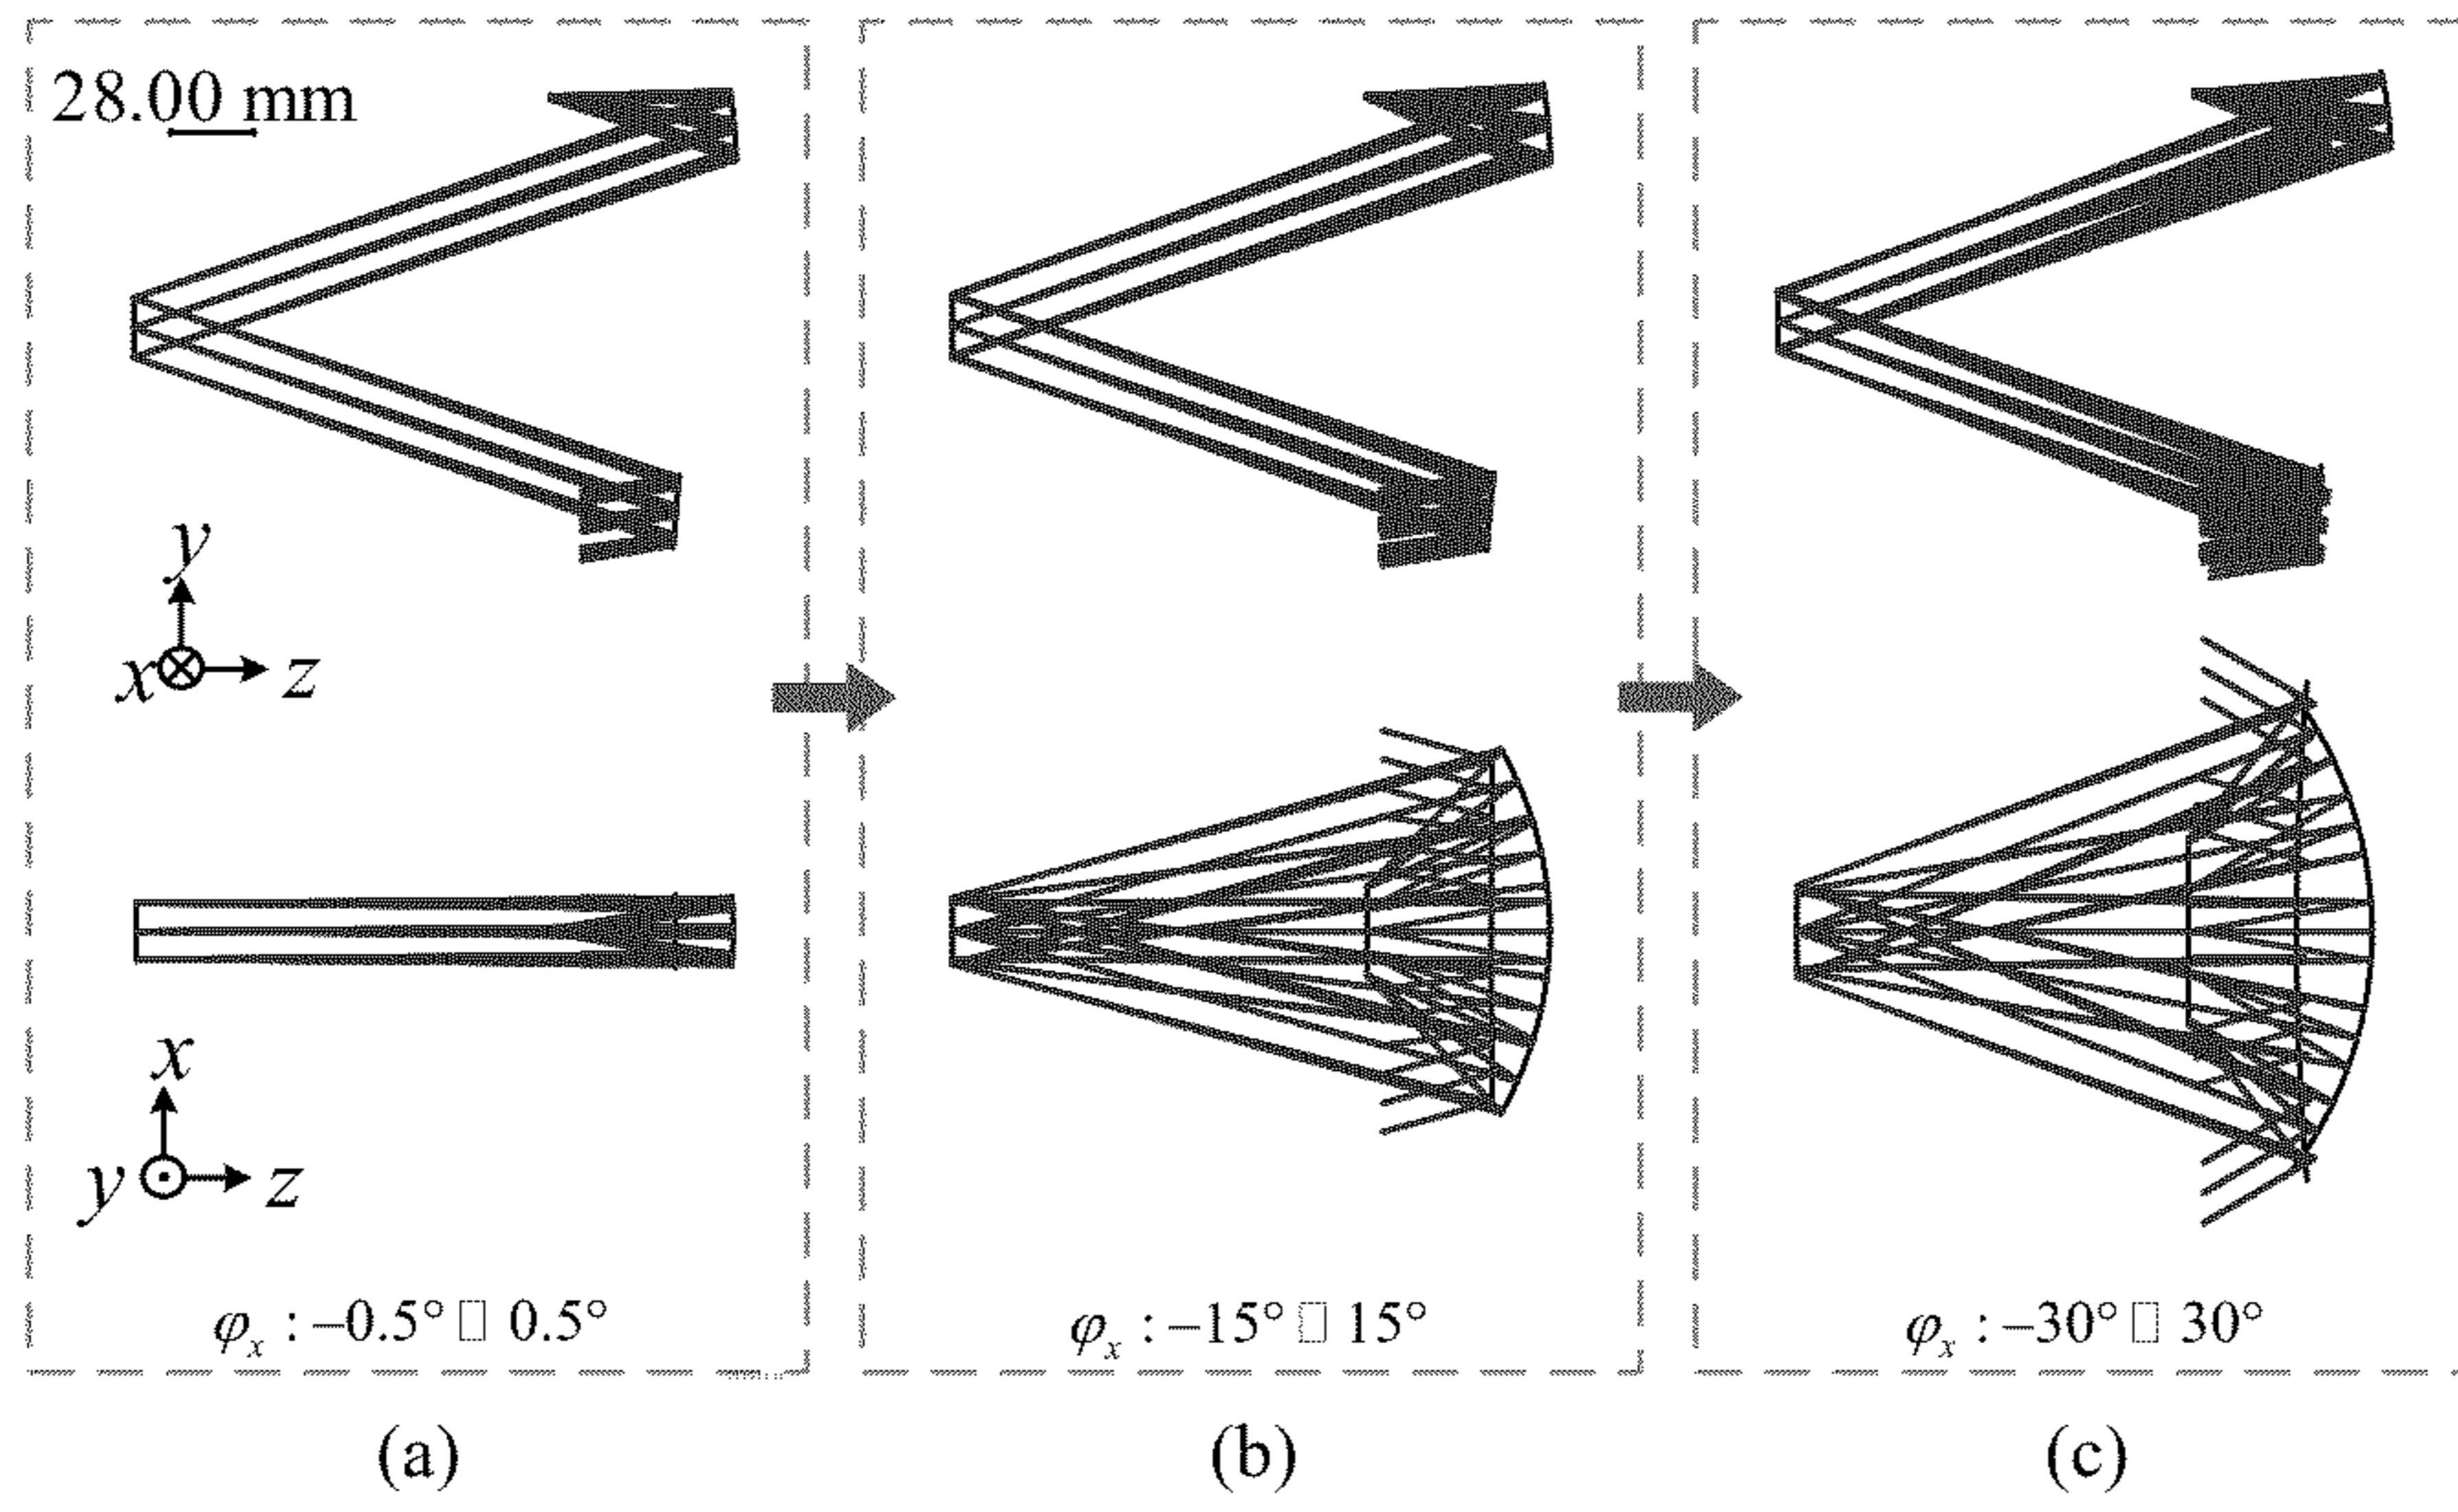 28.00 mm
y
x z
x
y z
φx : –0.5° ▯ 0.5°
φx : –15° ▯ 15°
φx : –30° ▯ 30°
(a)
(b)
(c)